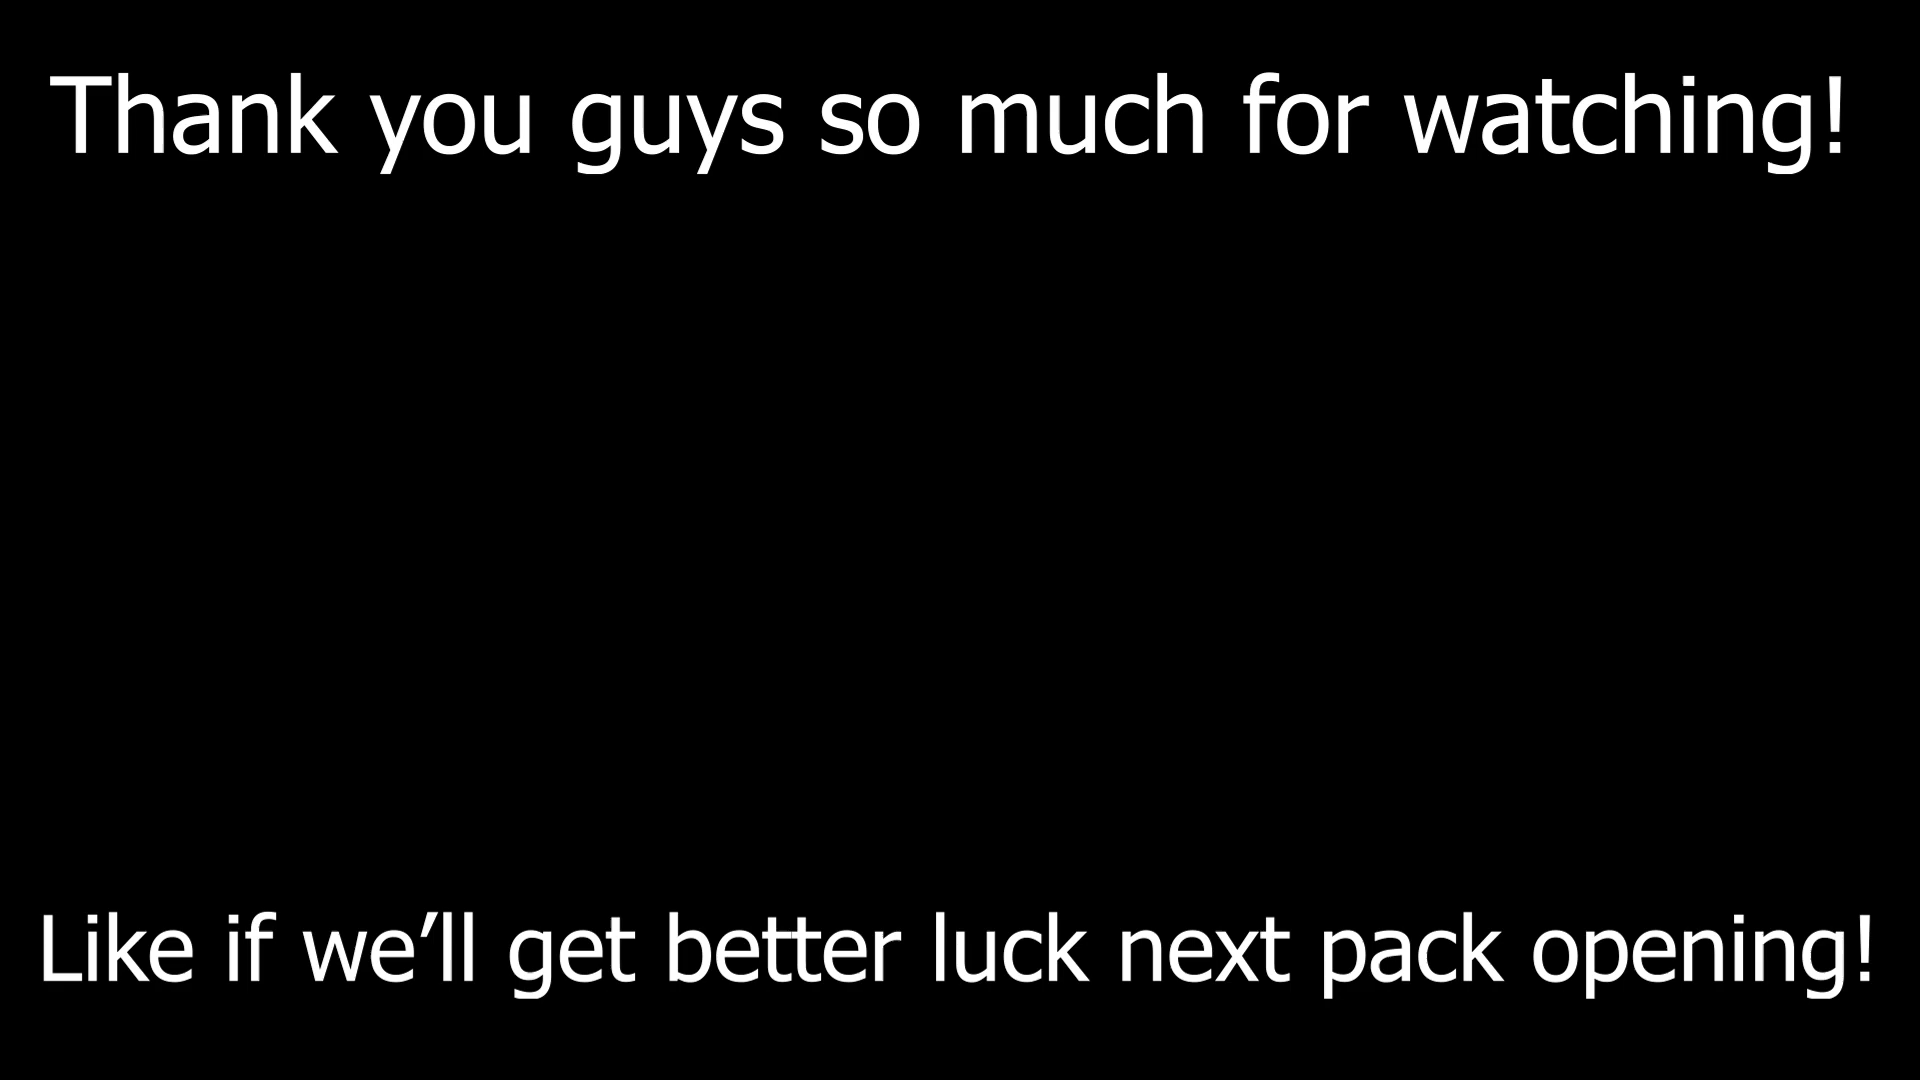 Thank you guys so much for watching!
Like if we’ll get better luck next pack opening!